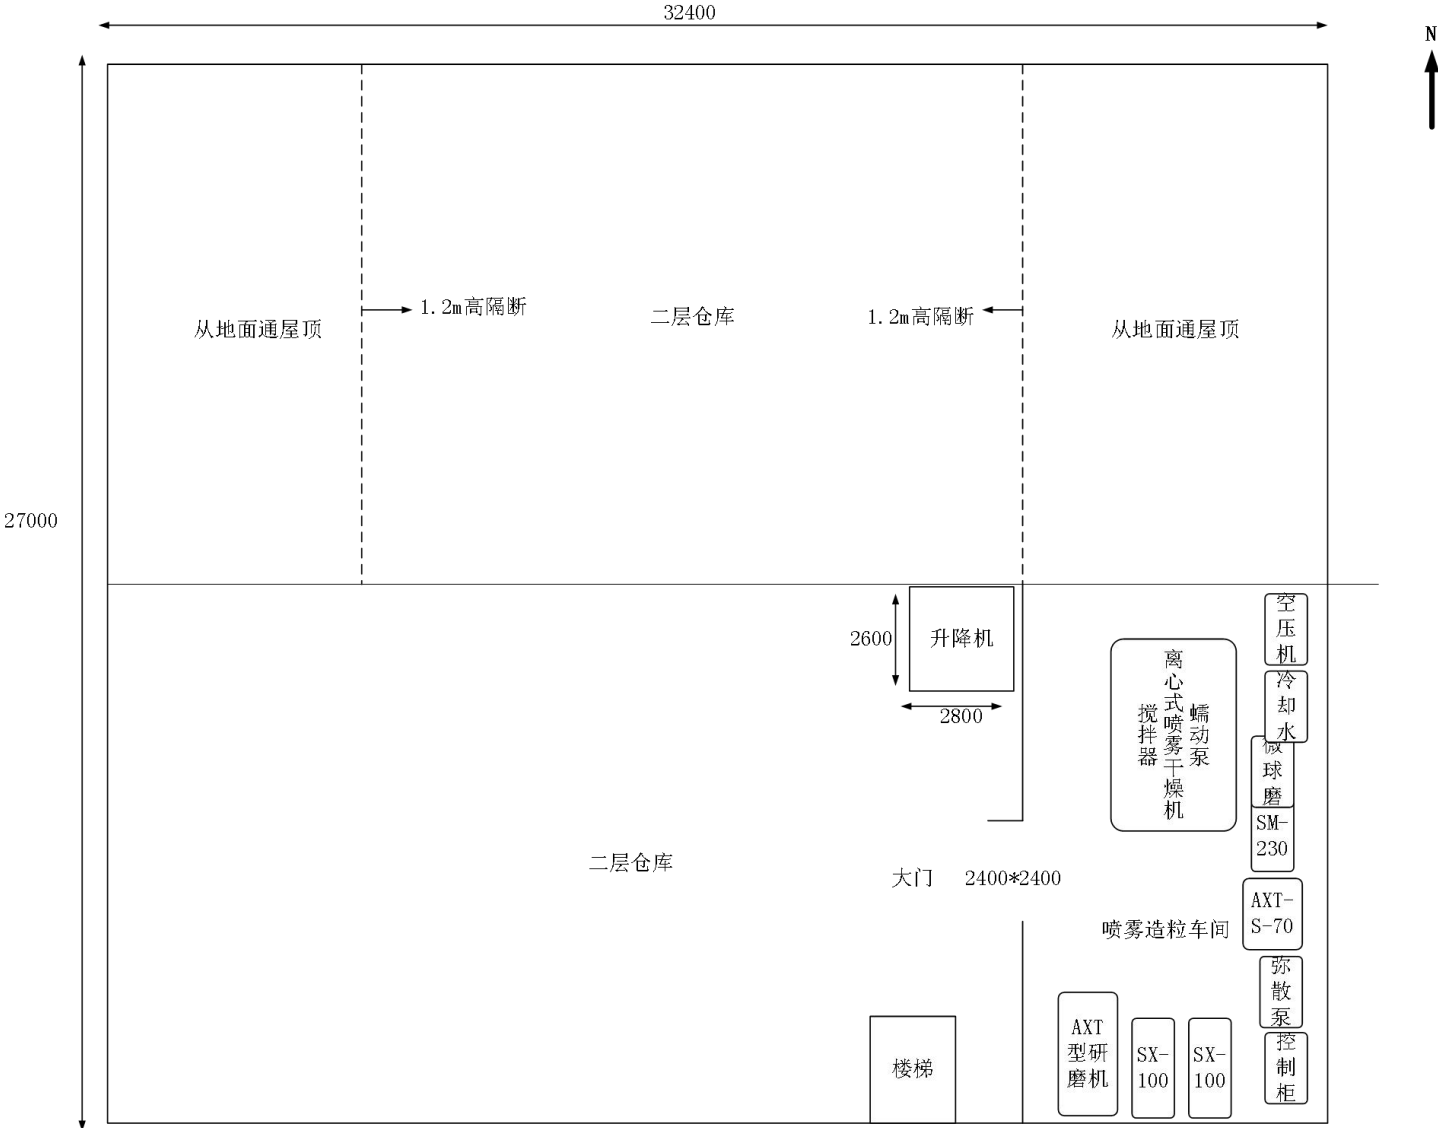 32400
N
1.2m高隔断
二层仓库
1.2m高隔断
从地面通屋顶
从地面通屋顶
27000
2600
升降机
2800
搅拌器
离心式喷雾干燥机
蠕动泵
空压机
冷却水
微球磨
SM-
230
二层仓库
大门
2400*2400
AXT-
S-70
喷雾造粒车间
弥散泵
楼梯
AXT
型研
磨机
SX-
100
SX-
100
控制柜